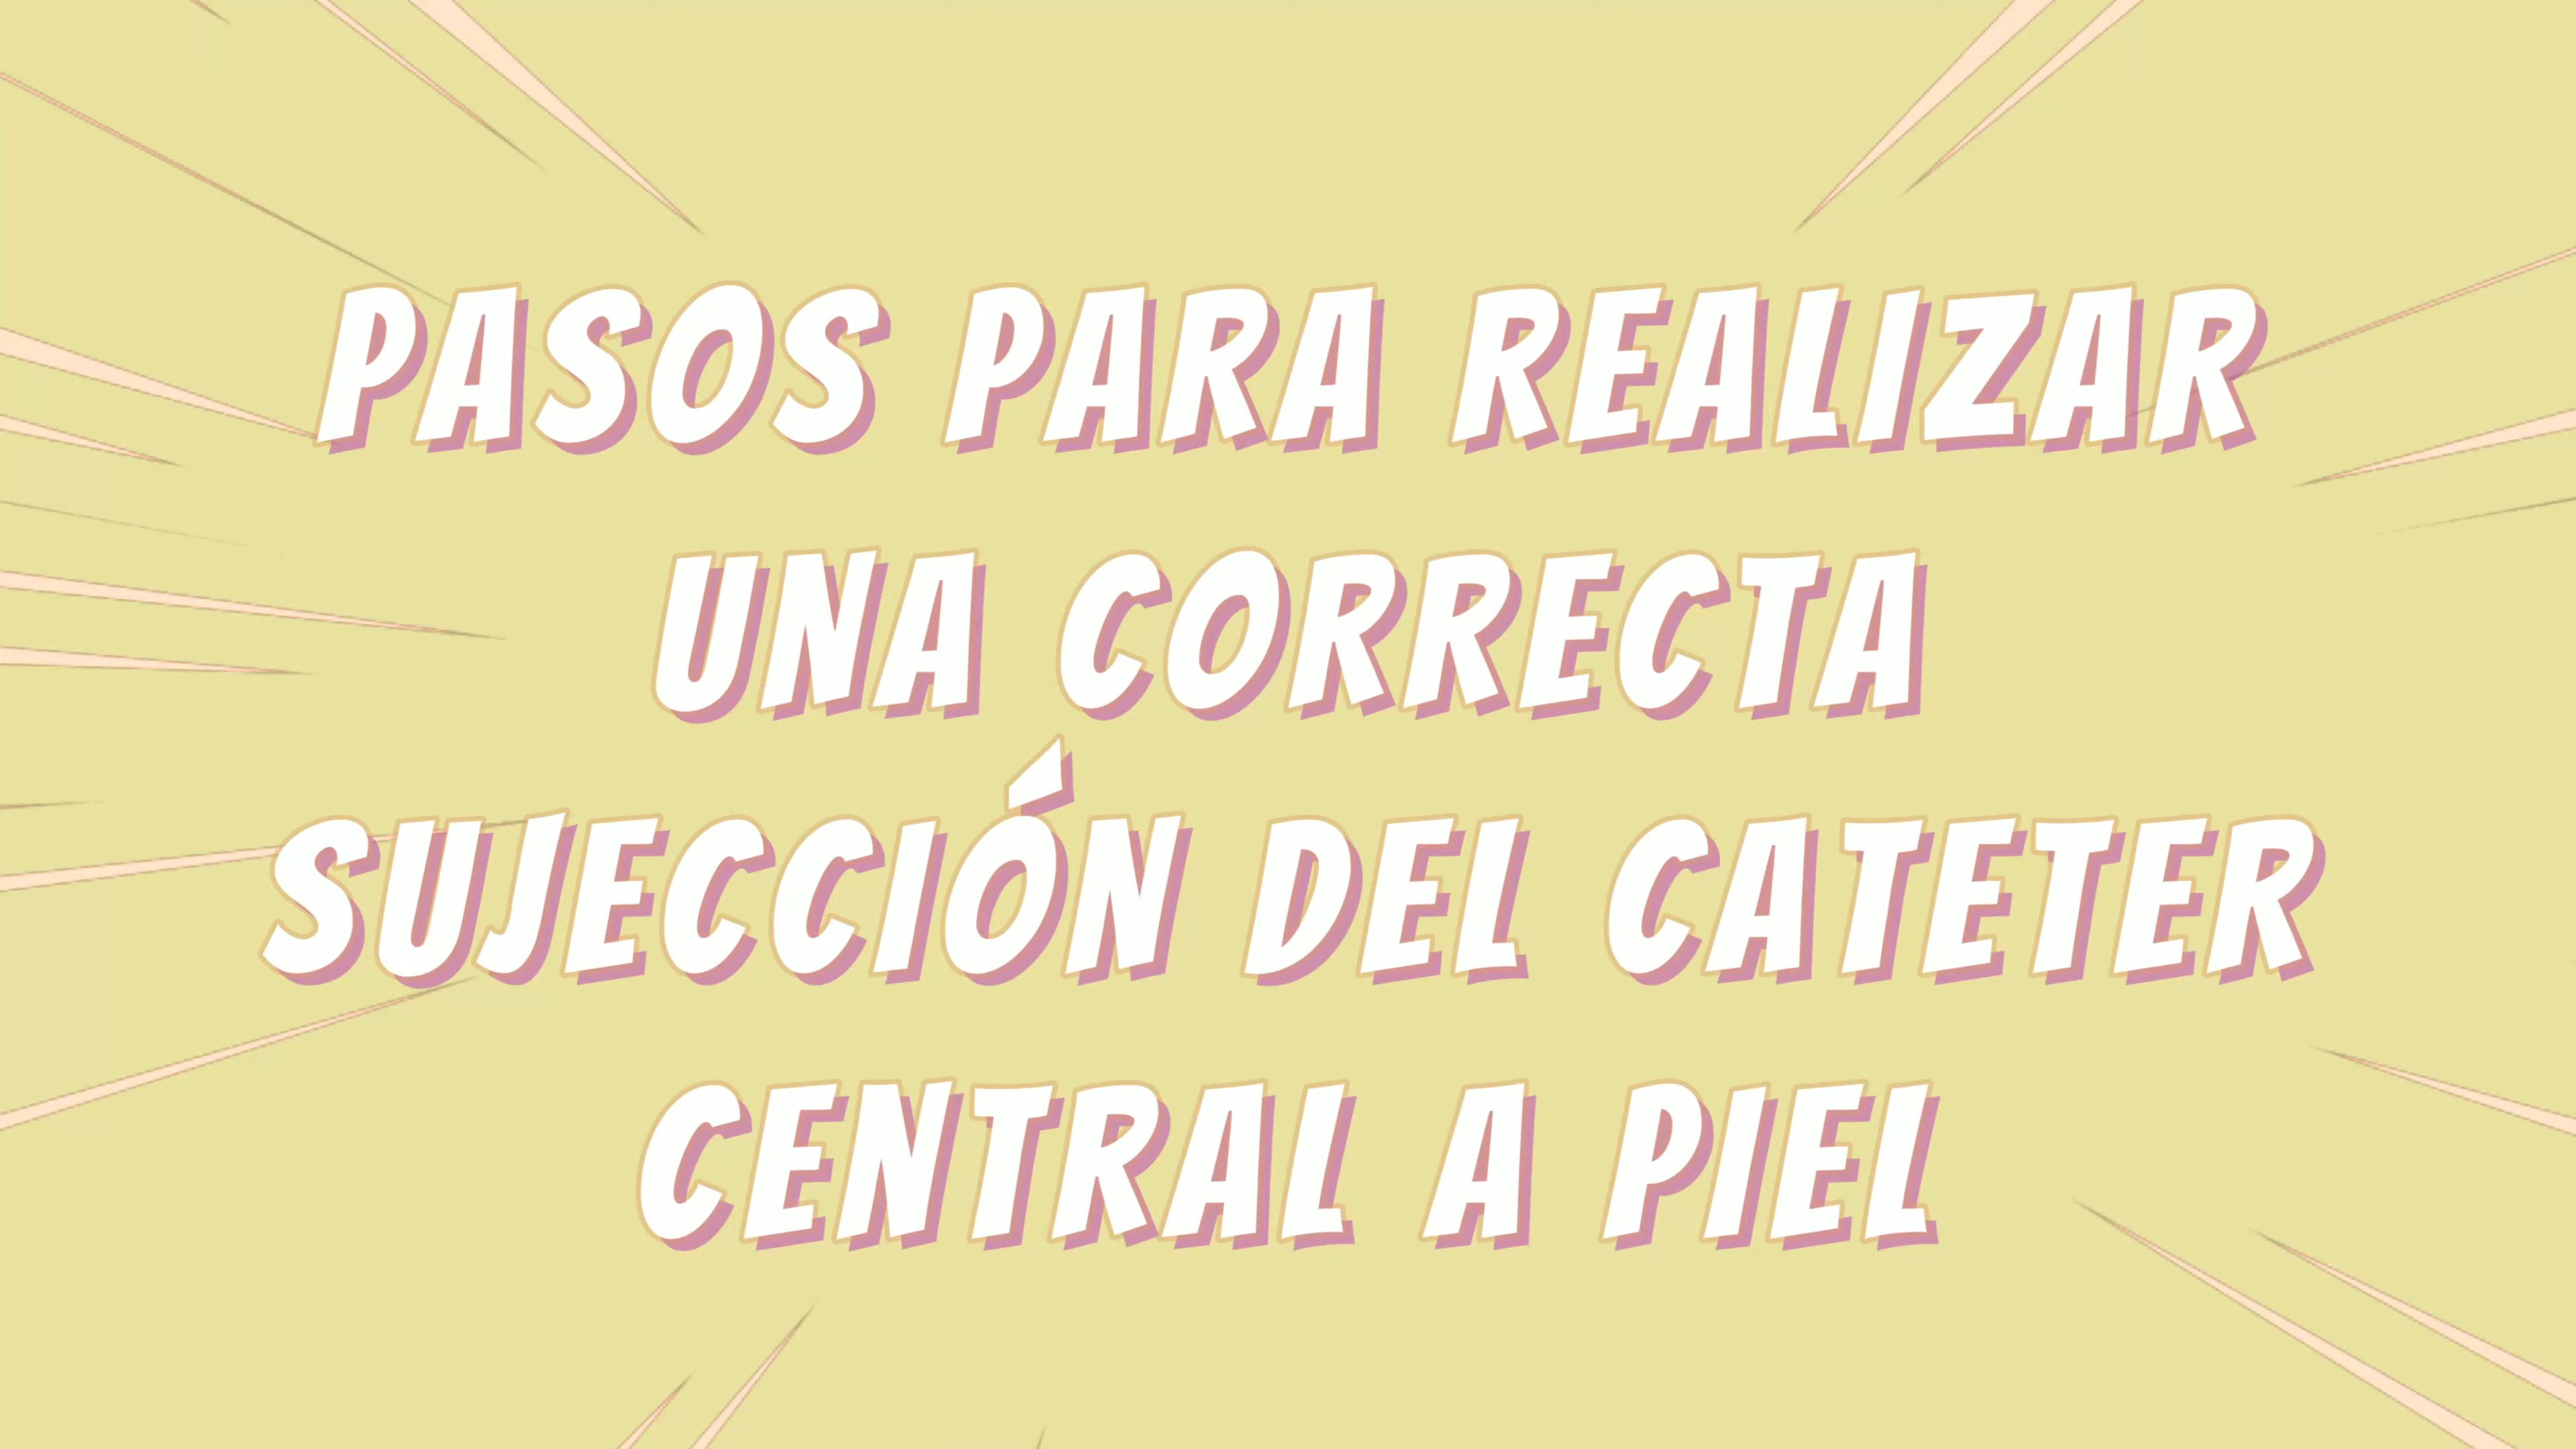 PASOS PARA REALIZAR
UNA CORRECTA
SUJECCIÓN DEL CATETER
CENTRAL A PIEL